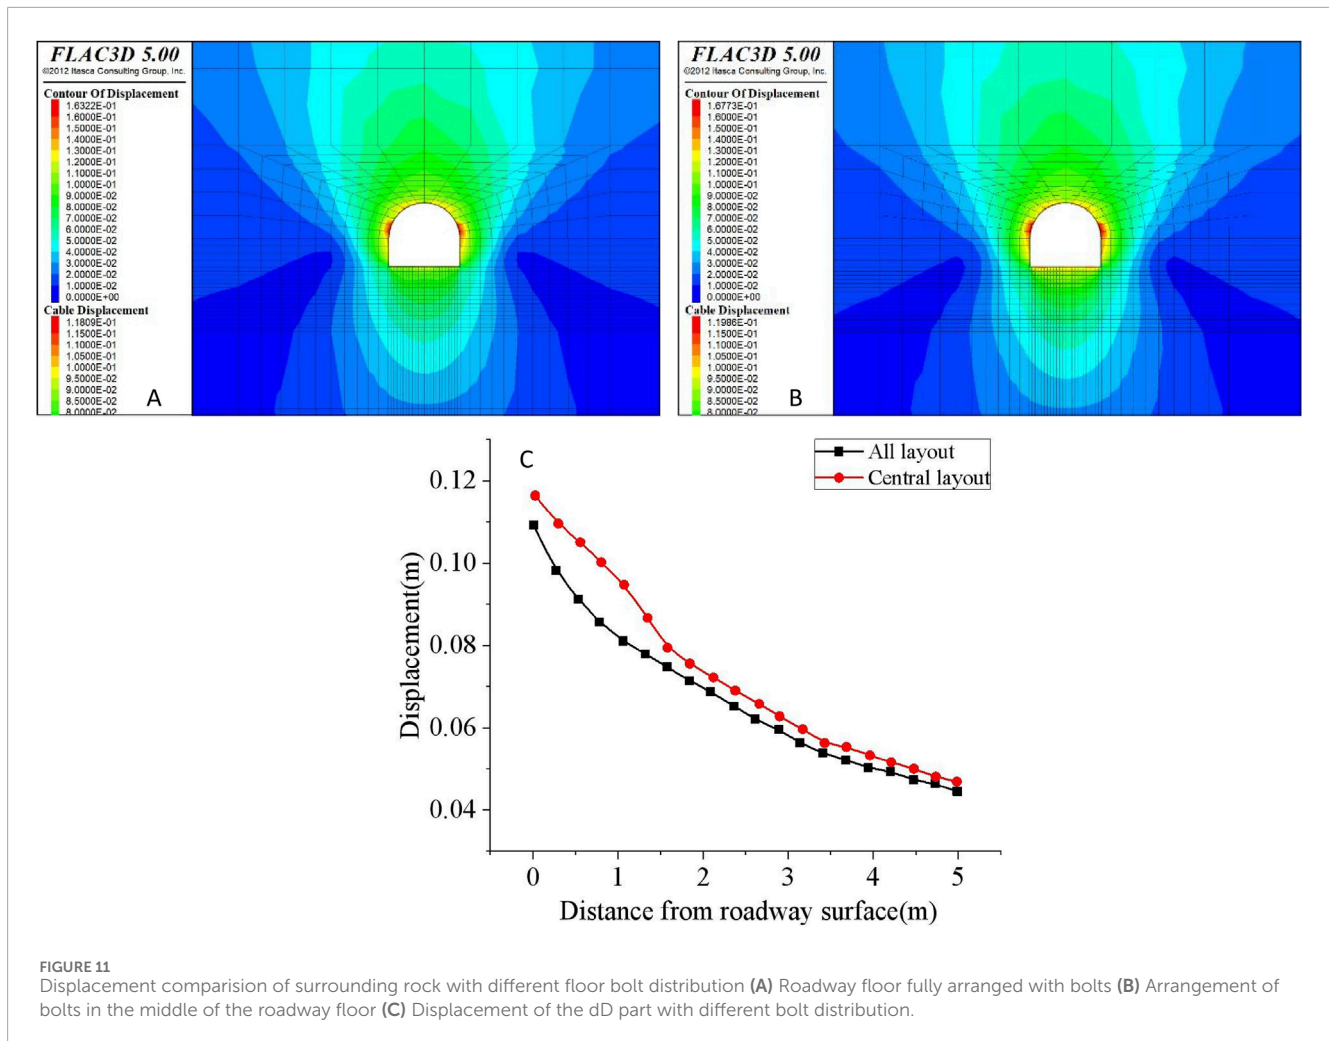 FLAC3D 5.00
©2012 Itasca Consulting Group, Inc.
Contour Of Displacement
1.6322E-01
1.6000E-01
1.5000E-01
1.4000E-01
1.3000E-01
1.2000E-01
1.1000E-01
1.0000E-01
9.0000E-02
8.0000E-02
7.0000E-02
6.0000E-02
5.0000E-02
4.0000E-02
3.0000E-02
2.0000E-02
1.0000E-02
0.0000E+00
Cable Displacement
1.1809E-01
1.1500E-01
1.1000E-01
1.0500E-01
1.0000E-01
9.5000E-02
9.0000E-02
8.5000E-02
8.0000E-02
A
FLAC3D 5.00
©2012 Itasca Consulting Group, Inc.
Contour Of Displacement
1.6773E-01
1.6000E-01
1.5000E-01
1.4000E-01
1.3000E-01
1.2000E-01
1.1000E-01
1.0000E-01
9.0000E-02
8.0000E-02
7.0000E-02
6.0000E-02
5.0000E-02
4.0000E-02
3.0000E-02
2.0000E-02
1.0000E-02
0.0000E+00
Cable Displacement
1.1986E-01
1.1500E-01
1.1000E-01
1.0500E-01
1.0000E-01
9.5000E-02
9.0000E-02
8.5000E-02
8.0000E-02
B
C
All layout
Central layout
0.12
0.10
0.08
0.06
0.04
Displacement(m)
0 1 2 3 4 5
Distance from roadway surface(m)
FIGURE 11
Displacement comparision of surrounding rock with different floor bolt distribution (A) Roadway floor fully arranged with bolts (B) Arrangement of
bolts in the middle of the roadway floor (C) Displacement of the dD part with different bolt distribution.